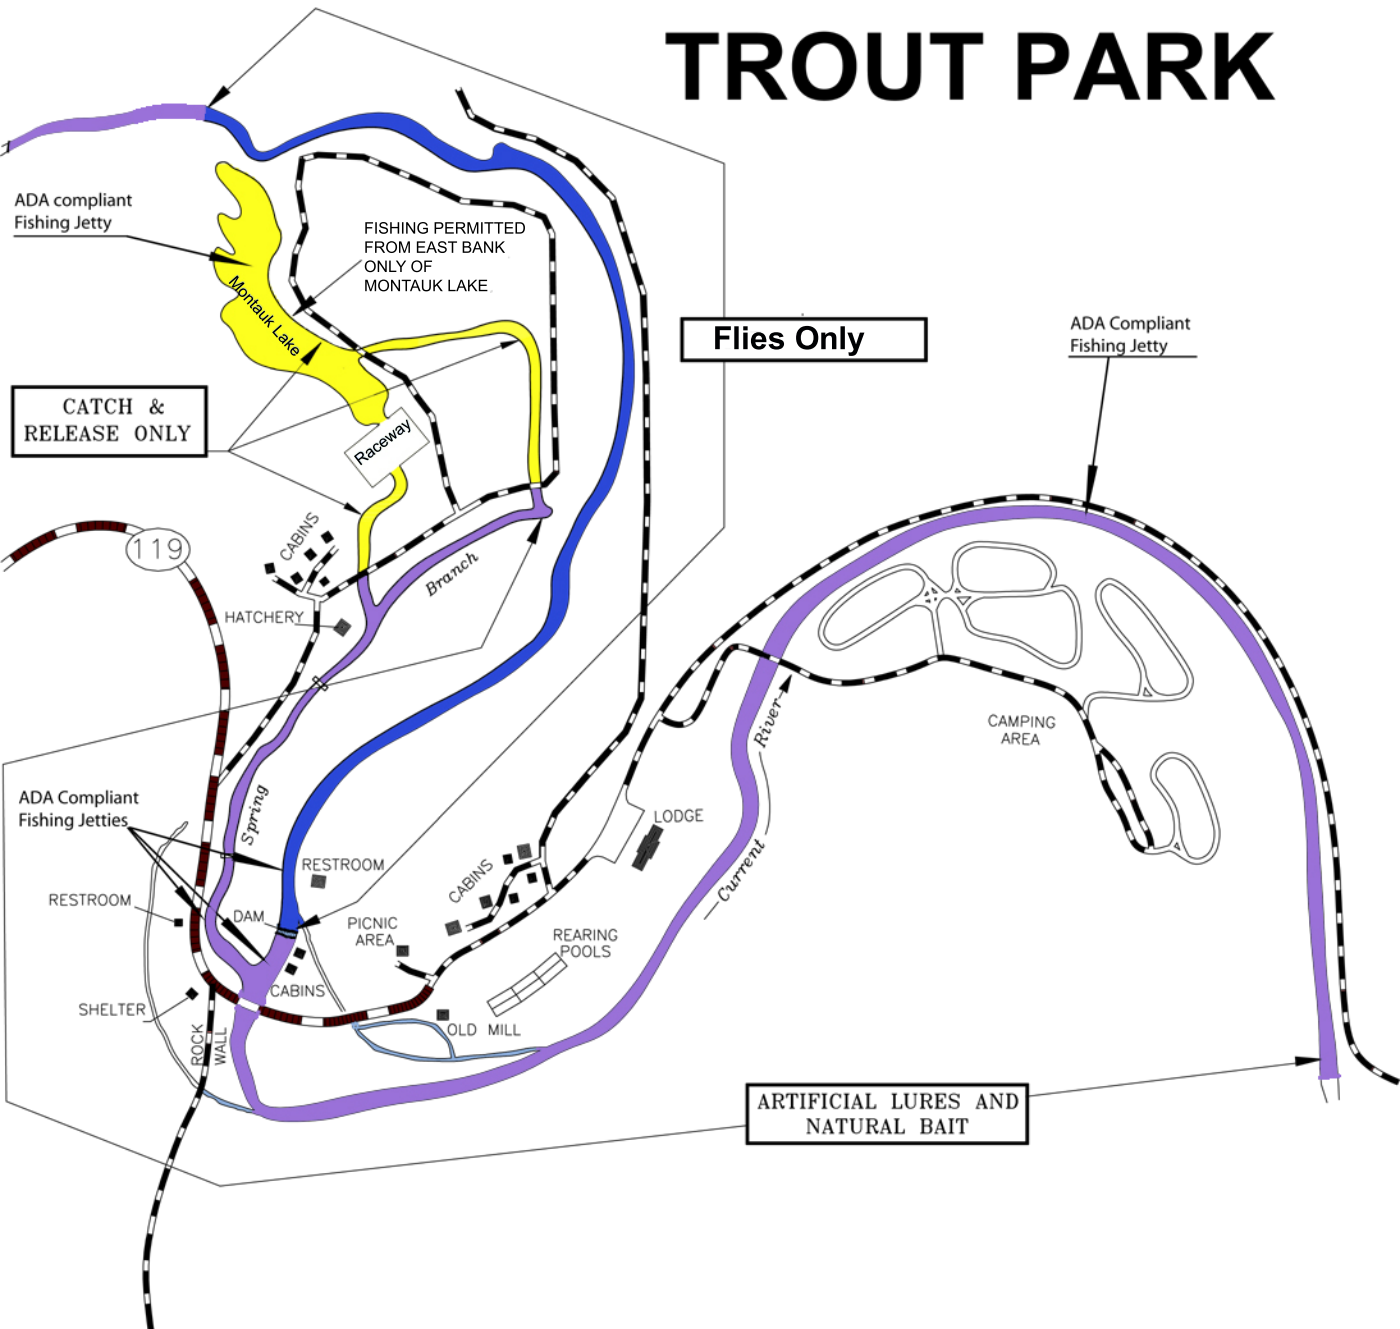 TROUT PARK
ADA compliant
Fishing Jetty
FISHING PERMITTED
FROM EAST BANK
ONLY OF
MONTAUK LAKE
Montauk Lake
Flies Only
ADA Compliant
Fishing Jetty
CATCH &
RELEASE ONLY
Raceway
CABINS
119
Branch
HATCHERY
River
CAMPING
AREA
ADA Compliant
Fishing Jetties
Spring
LODGE
RESTROOM
Current
CABINS
RESTROOM
DAM
PICNIC
AREA
REARING
POOLS
CABINS
SHELTER
OLD MILL
ROCK
WALL
ARTIFICIAL LURES AND
NATURAL BAIT